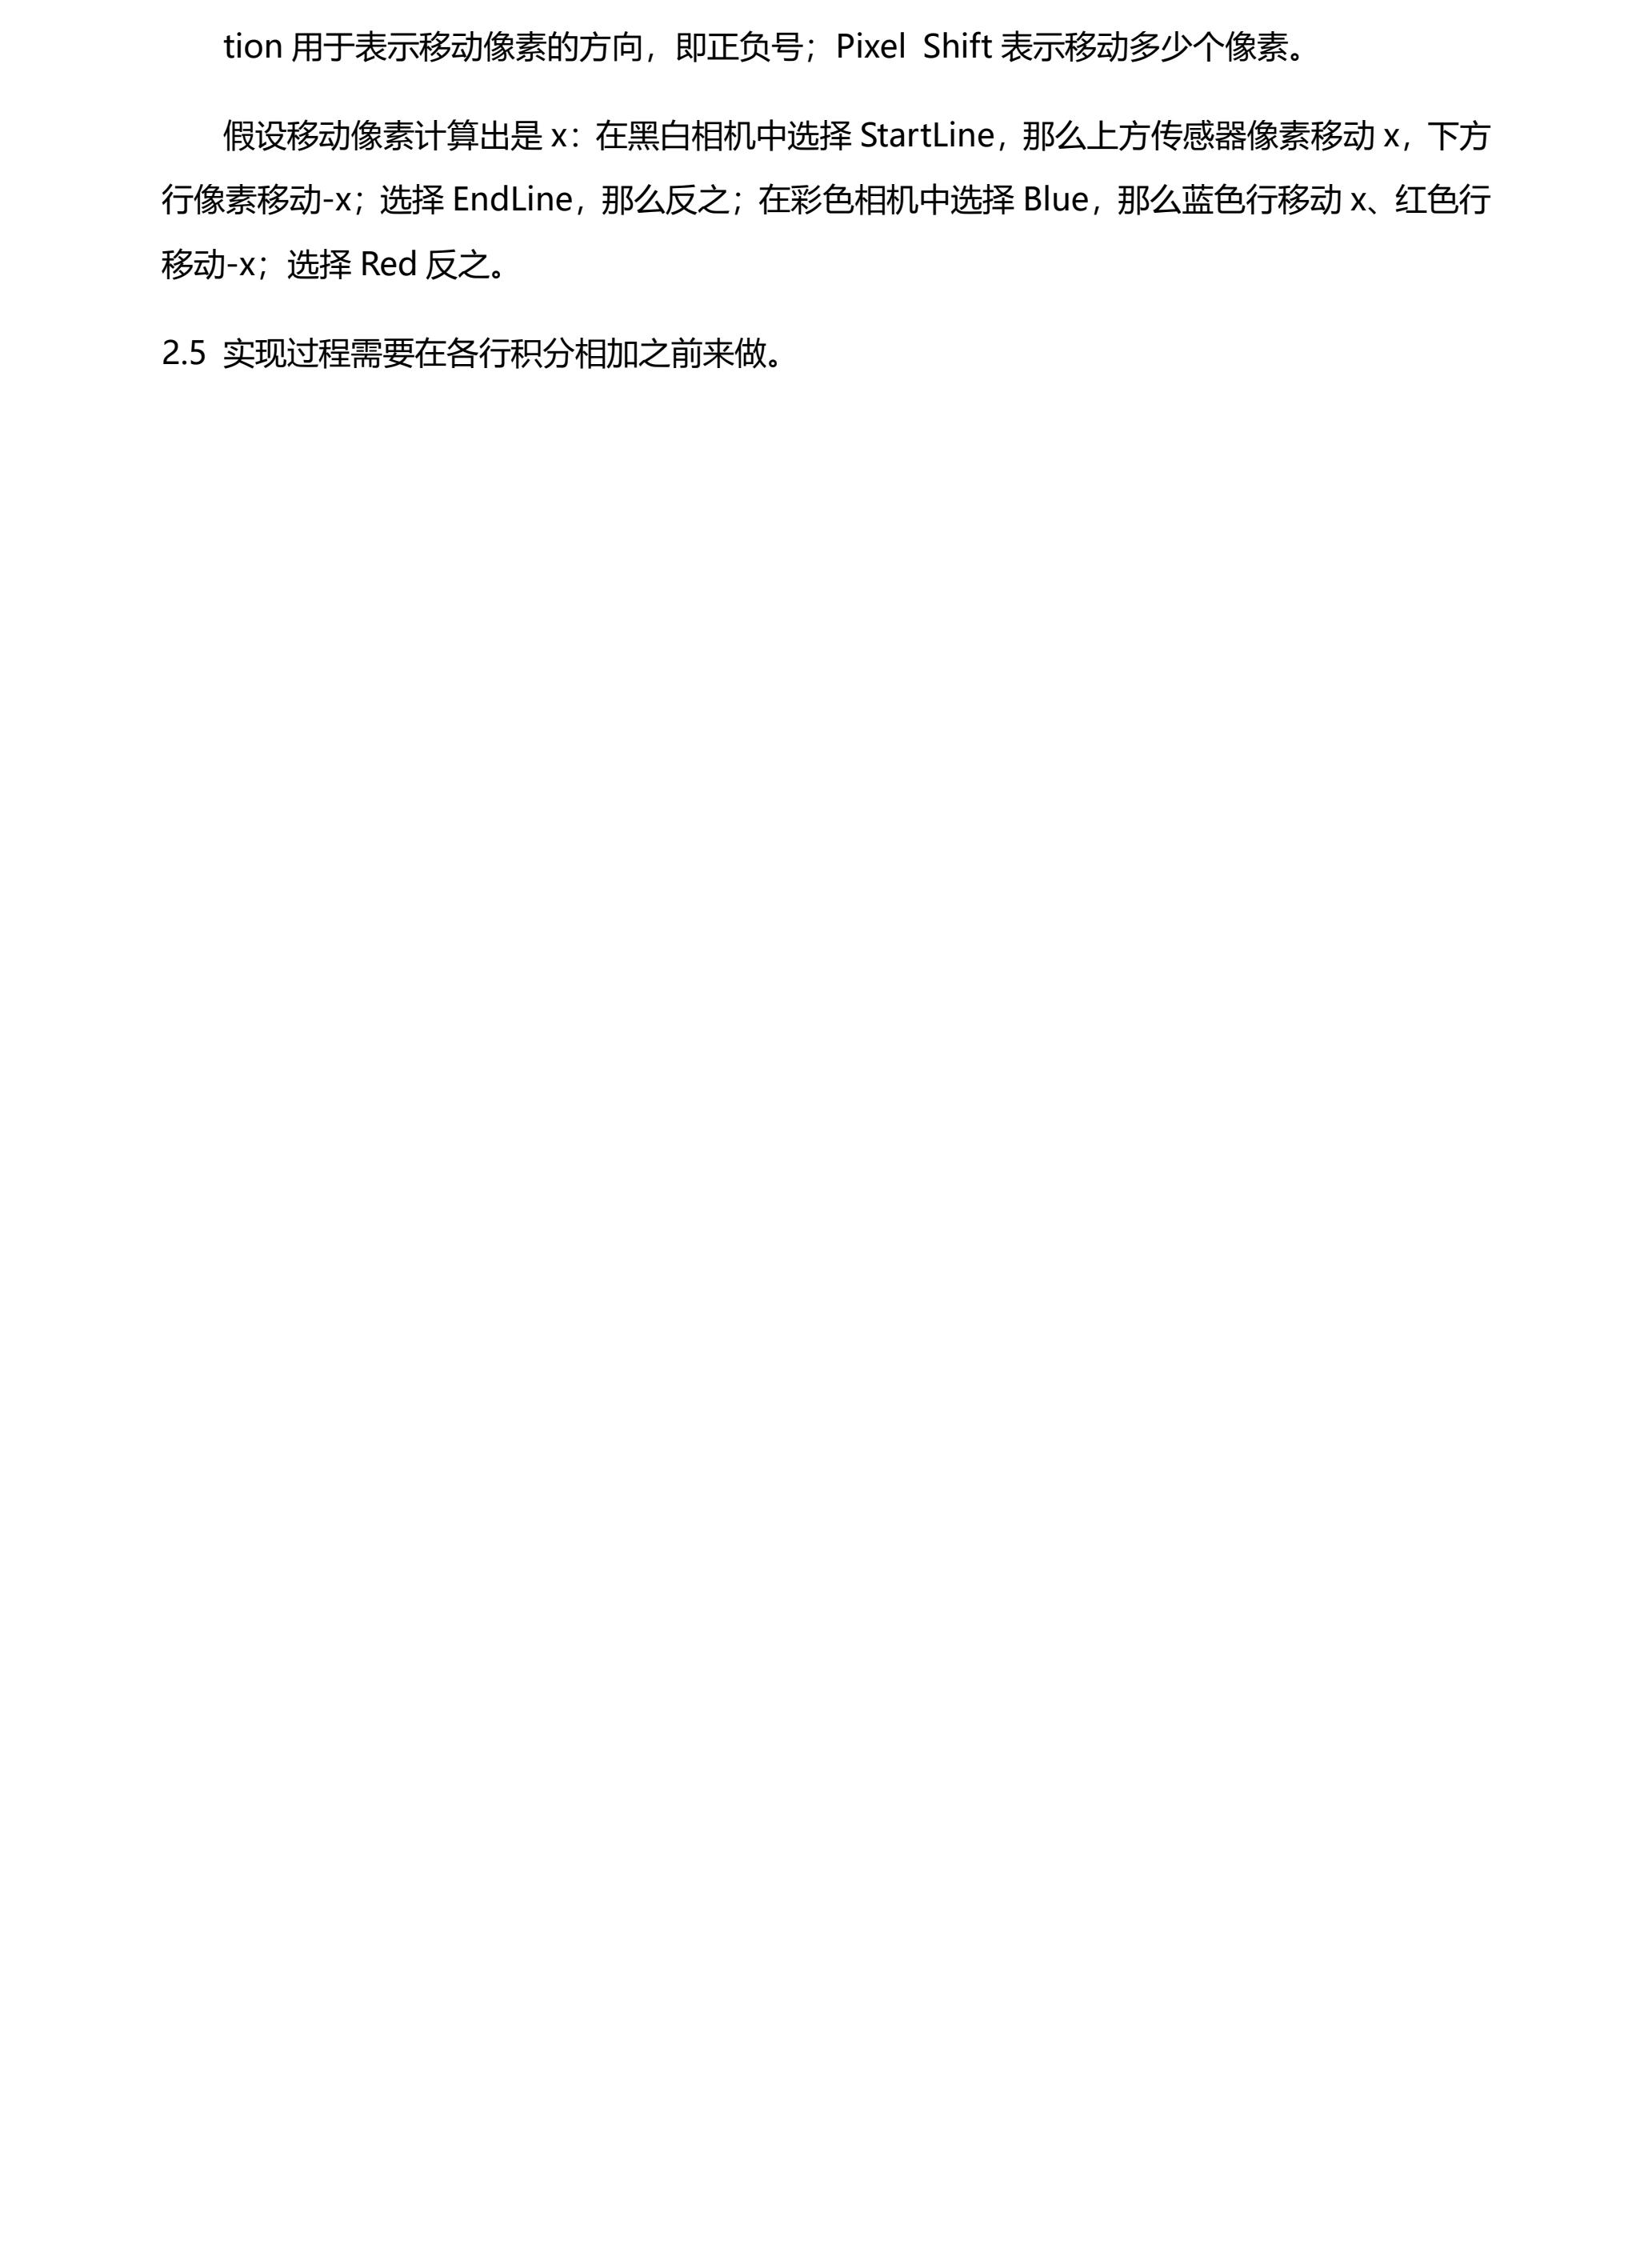 tion 用于表示移动像素的方向，即正负号；Pixel Shift 表示移动多少个像素。
假设移动像素计算出是 x：在黑白相机中选择 StartLine，那么上方传感器像素移动 x，下方
行像素移动-x；选择 EndLine，那么反之；在彩色相机中选择 Blue，那么蓝色行移动 x、红色行
移动-x；选择 Red 反之。
2.5 实现过程需要在各行积分相加之前来做。